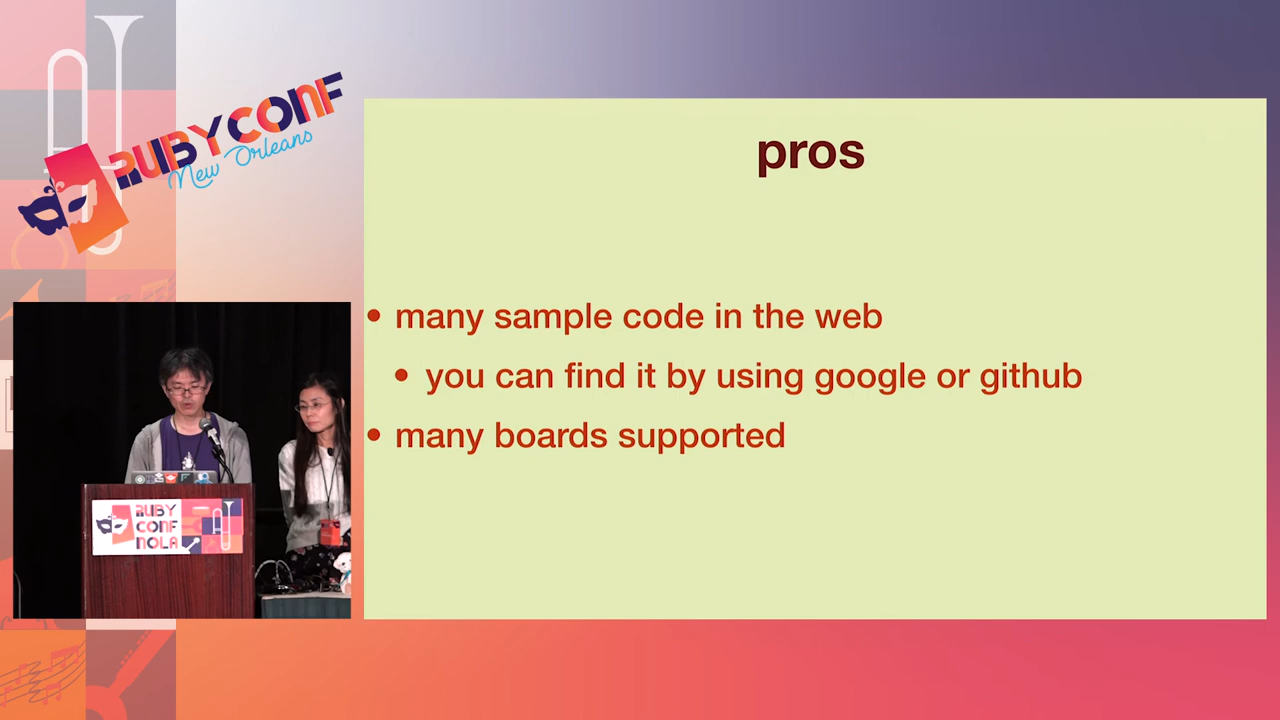 RUBYCONF
New Orleans
pros
• many sample code in the web
• you can find it by using google or github
• many boards supported
RUBY
CONF
NOLA